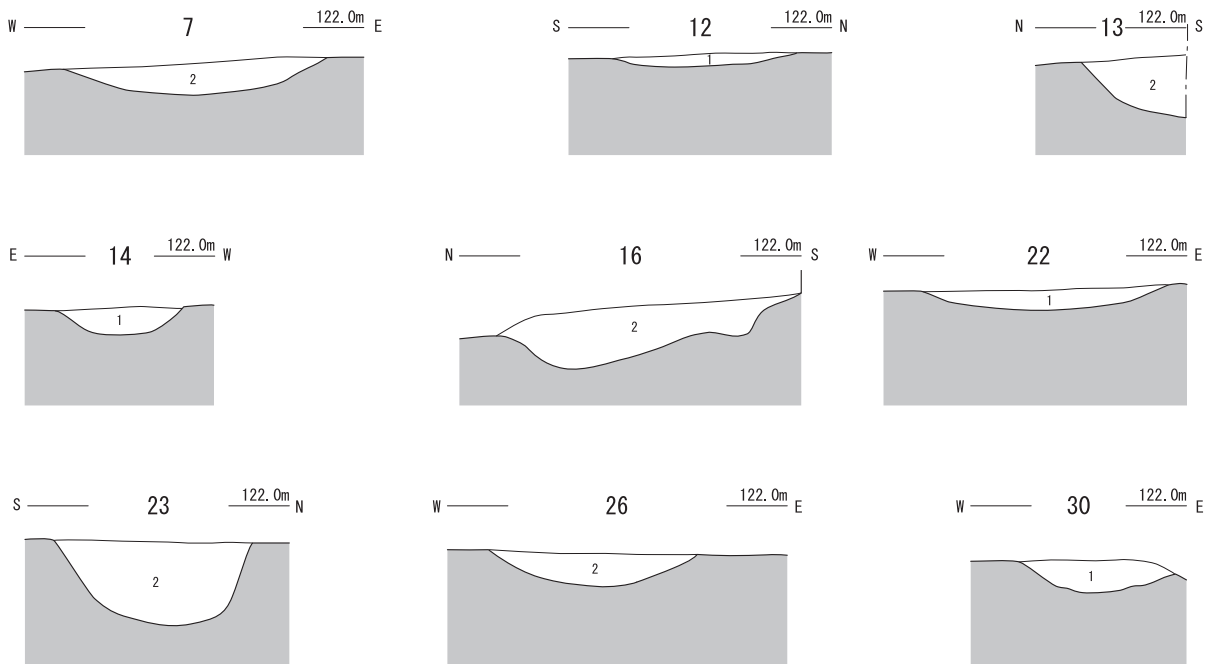 W 7 122.0m E
S 12 122.0m N
N 13 122.0m S
2
1
2
E 14 122.0m W
N 16 122.0m S
W 22 122.0m E
1
2
1
S 23 122.0m N
W 26 122.0m E
W 30 122.0m E
2
2
1